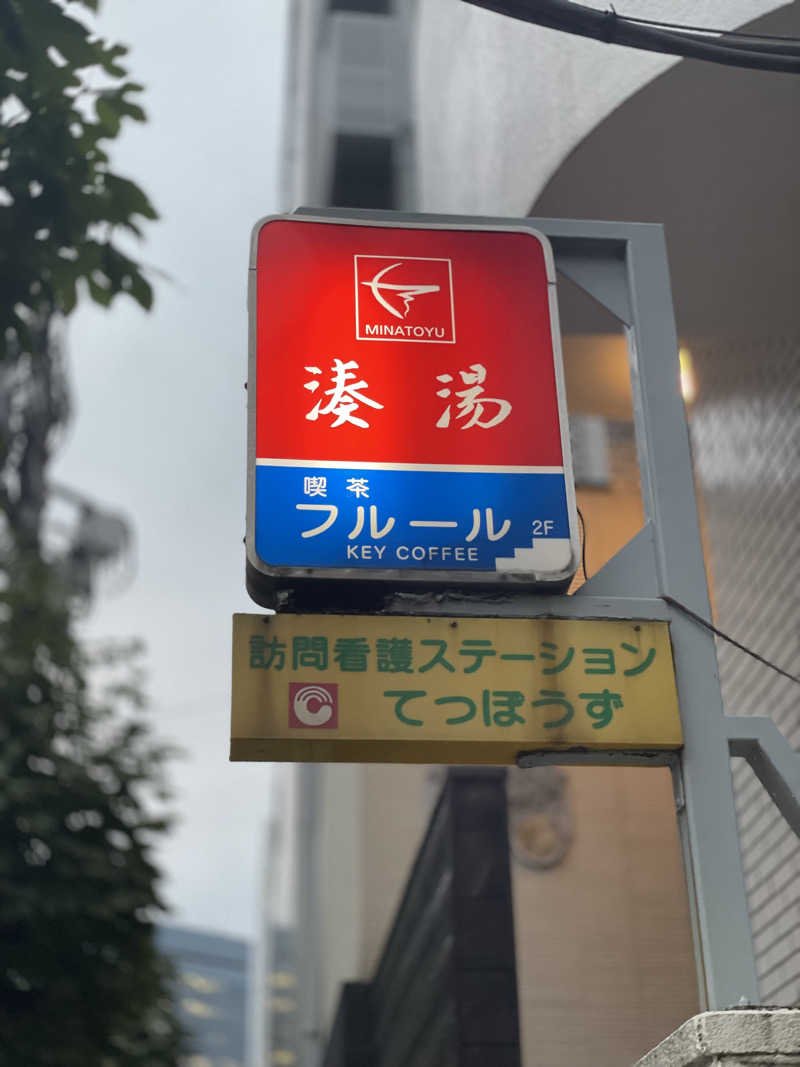 MINATOYU
湊 湯
喫 茶
フルール 2F
KEY COFFEE
訪問看護ステーション
てっぽうず